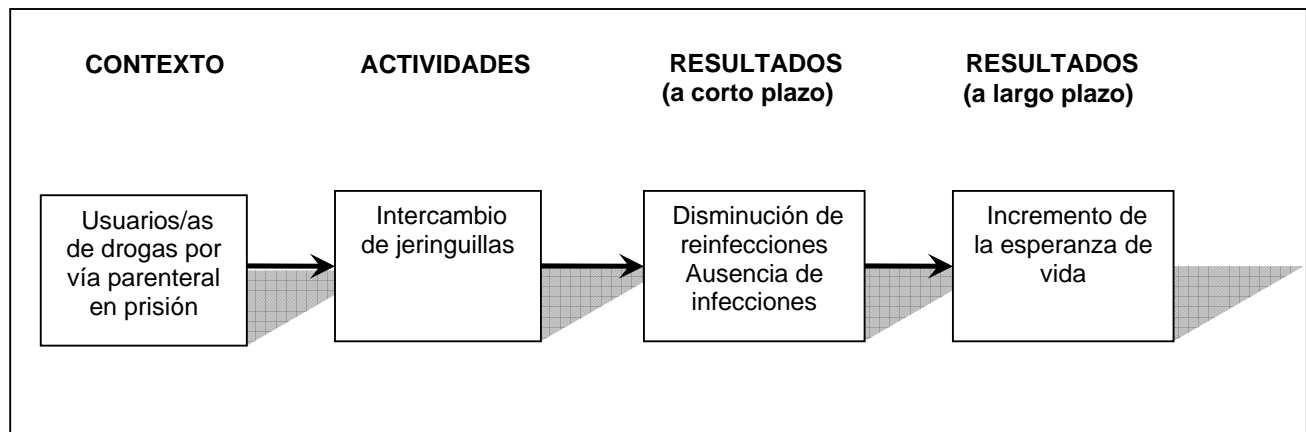 CONTEXTO
ACTIVIDADES
RESULTADOS
(a corto plazo)
RESULTADOS
(a largo plazo)
Usuarios/as
de drogas por
vía parenteral
en prisión
Intercambio
de jeringuillas
Disminución de
reinfecciones
Ausencia de
infecciones
Incremento de
la esperanza de
vida